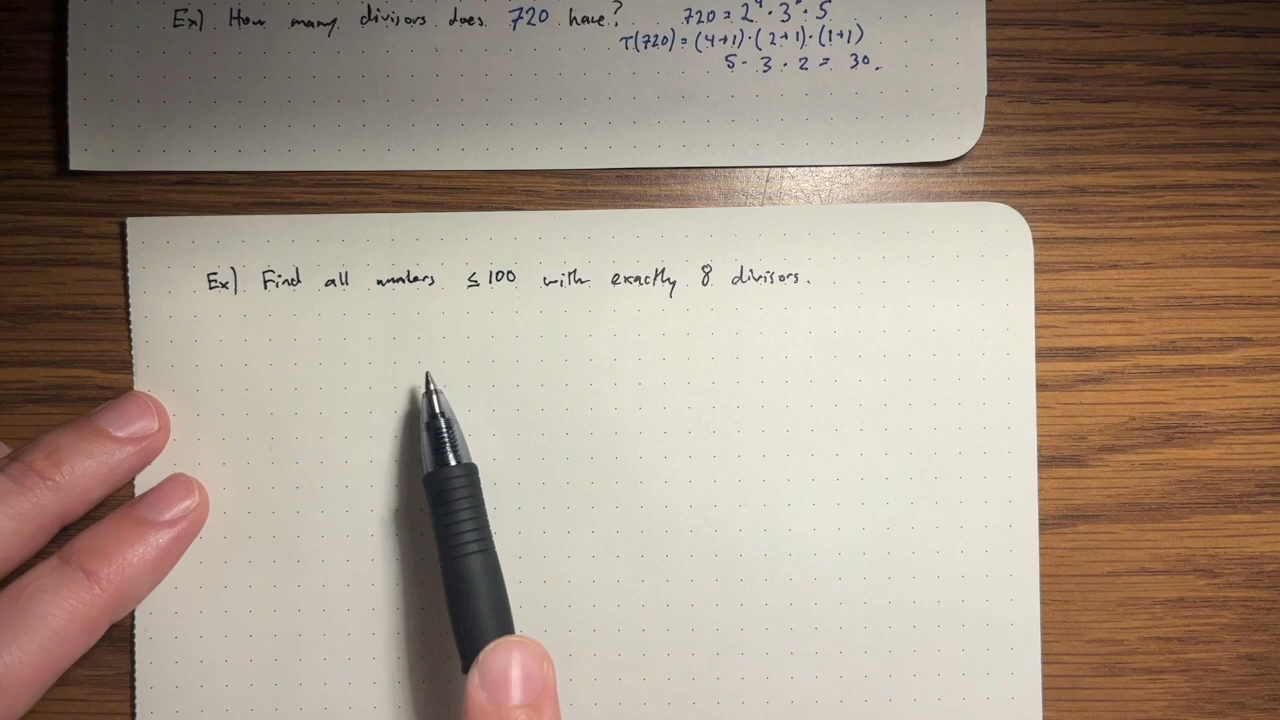 Ex) How many divisors does 720 have? 720 = 2⁴ · 3² · 5
τ(720) = (4+1) · (2+1) · (1+1)
5 · 3 · 2 = 30.
Ex) Find all numbers ≤ 100 with exactly 8 divisors.